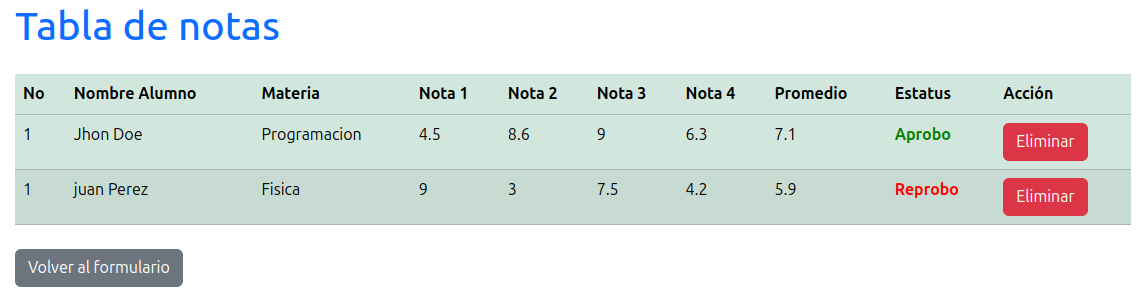 Tabla de notas
No Nombre Alumno Materia Nota 1 Nota 2 Nota 3 Nota 4 Promedio Estatus Acción
1 Jhon Doe Programacion 4.5 8.6 9 6.3 7.1 Aprobo Eliminar
1 juan Perez Fisica 9 3 7.5 4.2 5.9 Reprobo Eliminar
Volver al formulario